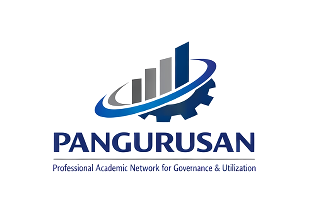 PANGURUSAN
Professional Academic Network for Governance & Utilization